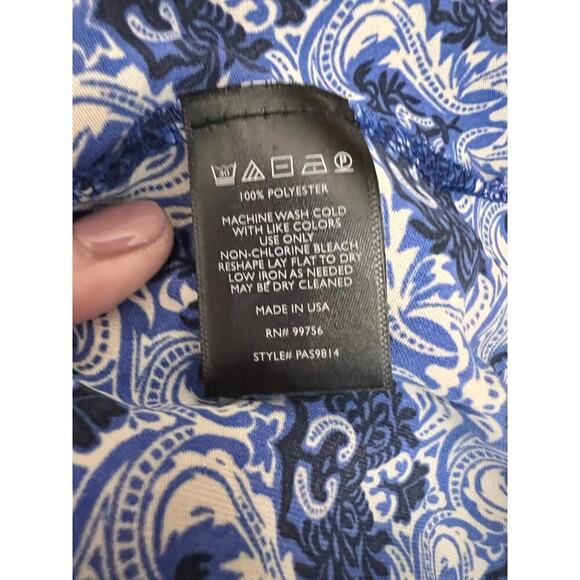 100% POLYESTER
MACHINE WASH COLD
WITH LIKE COLORS
USE ONLY
NON-CHLORINE BLEACH
RESHAPE LAY FLAT TO DRY
LOW IRON AS NEEDED
MAY BE DRY CLEANED
MADE IN USA
RN# 99756
STYLE# PAS9814